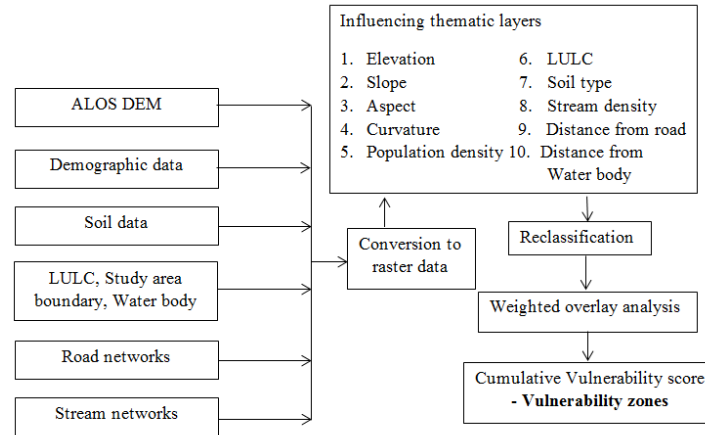 ALOS DEM
Demographic data
Soil data
LULC, Study area
boundary, Water body
Road networks
Stream networks
Conversion to
raster data
Influencing thematic layers
1. Elevation
2. Slope
3. Aspect
4. Curvature
5. Population density
6. LULC
7. Soil type
8. Stream density
9. Distance from road
10. Distance from
Water body
Reclassification
Weighted overlay analysis
Cumulative Vulnerability score
- Vulnerability zones